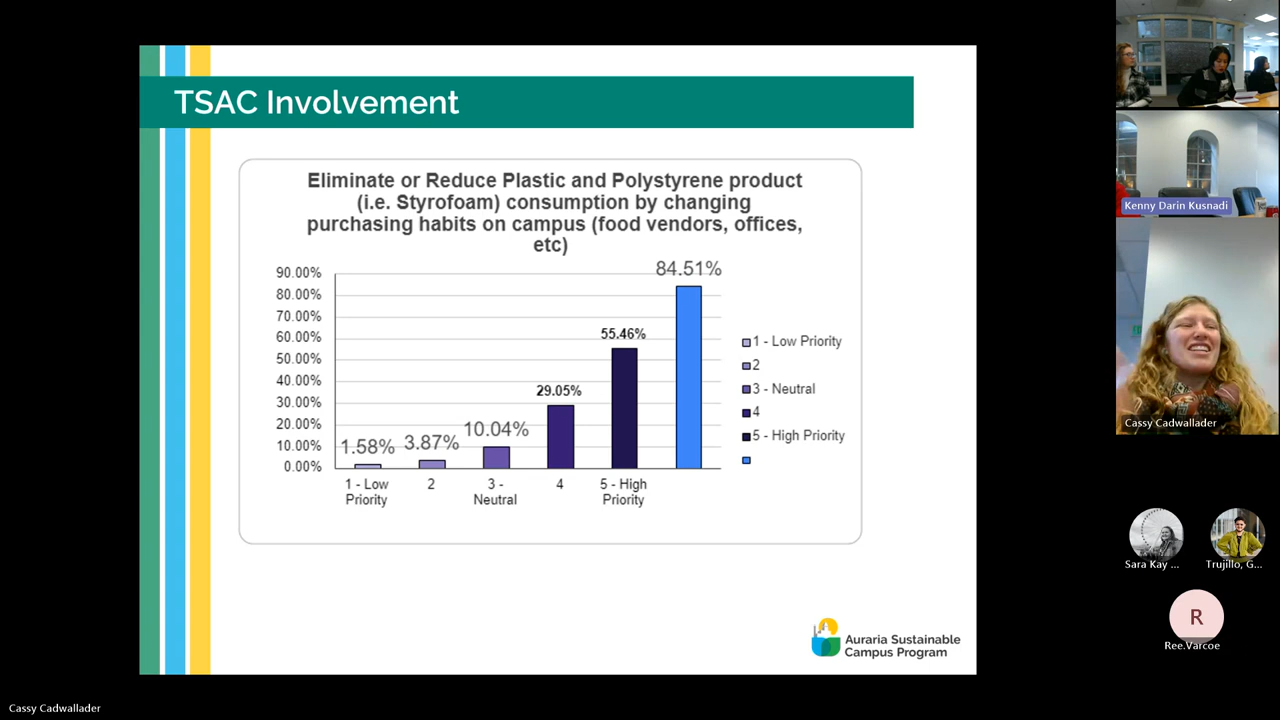 TSAC Involvement
Eliminate or Reduce Plastic and Polystyrene product
(i.e. Styrofoam) consumption by changing
purchasing habits on campus (food vendors, offices,
etc)
90.00%
80.00%
70.00%
60.00%
50.00%
40.00%
30.00%
20.00%
10.00%
0.00%
1.58%
3.87%
10.04%
29.05%
55.46%
84.51%
1 - Low
Priority
2
3 -
Neutral
4
5 - High
Priority
1 - Low Priority
2
3 - Neutral
4
5 - High Priority
Auraria Sustainable
Campus Program
Kenny Darin Kusnadi
Cassy Cadwallader
Sara Kay ...
Trujillo, G...
R
Ree.Varcoe
Cassy Cadwallader